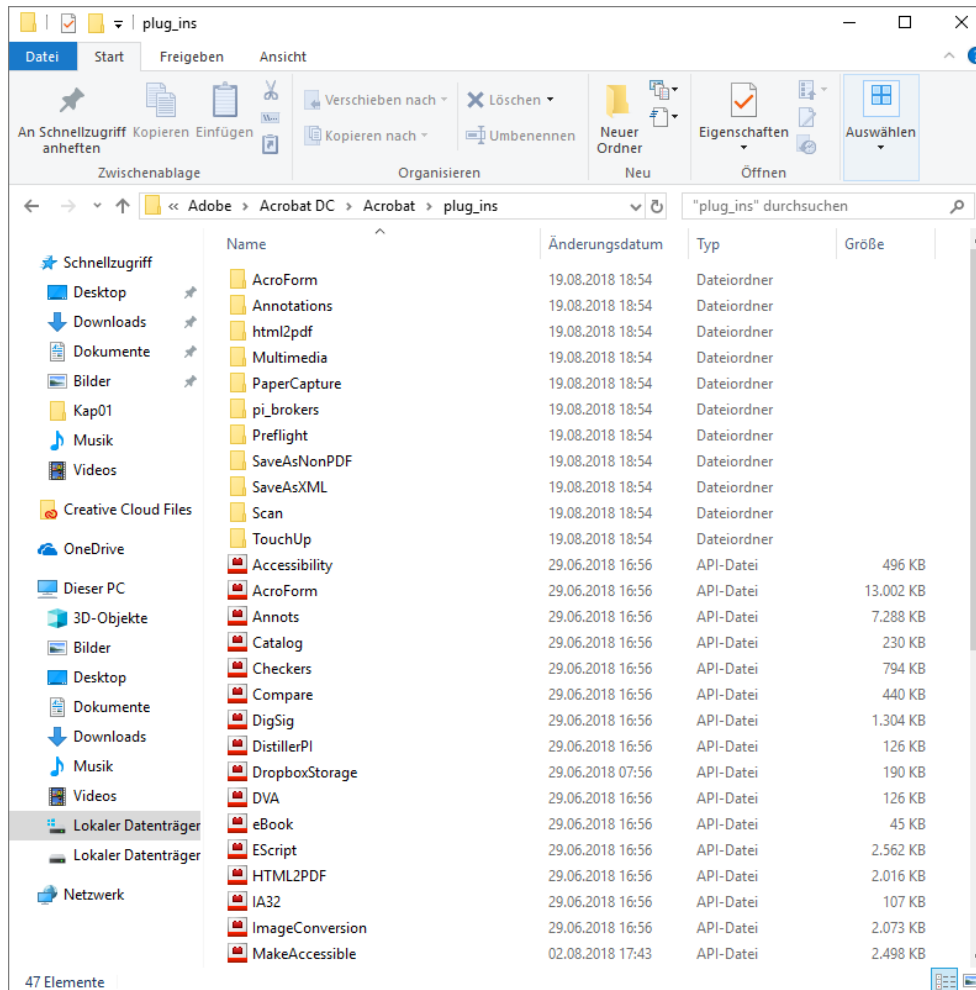 plug_ins
Datei Start Freigeben Ansicht
An Schnellzugriff anheften
Kopieren
Einfügen
Zwischenablage
Verschieben nach
Kopieren nach
Löschen
Umbenennen
Organisieren
Neuer Ordner
Neu
Eigenschaften
Öffnen
Auswählen
« Adobe > Acrobat DC > Acrobat > plug_ins
"plug_ins" durchsuchen
Schnellzugriff
Desktop
Downloads
Dokumente
Bilder
Kap01
Musik
Videos
Creative Cloud Files
OneDrive
Dieser PC
3D-Objekte
Bilder
Desktop
Dokumente
Downloads
Musik
Videos
Lokaler Datenträger
Lokaler Datenträger
Netzwerk
Name Änderungsdatum Typ Größe
AcroForm 19.08.2018 18:54 Dateiordner
Annotations 19.08.2018 18:54 Dateiordner
html2pdf 19.08.2018 18:54 Dateiordner
Multimedia 19.08.2018 18:54 Dateiordner
PaperCapture 19.08.2018 18:54 Dateiordner
pi_brokers 19.08.2018 18:54 Dateiordner
Preflight 19.08.2018 18:54 Dateiordner
SaveAsNonPDF 19.08.2018 18:54 Dateiordner
SaveAsXML 19.08.2018 18:54 Dateiordner
Scan 19.08.2018 18:54 Dateiordner
TouchUp 19.08.2018 18:54 Dateiordner
Accessibility 29.06.2018 16:56 API-Datei 496 KB
AcroForm 29.06.2018 16:56 API-Datei 13.002 KB
Annots 29.06.2018 16:56 API-Datei 7.288 KB
Catalog 29.06.2018 16:56 API-Datei 230 KB
Checkers 29.06.2018 16:56 API-Datei 794 KB
Compare 29.06.2018 16:56 API-Datei 440 KB
DigSig 29.06.2018 16:56 API-Datei 1.304 KB
DistillerPI 29.06.2018 16:56 API-Datei 126 KB
DropboxStorage 29.06.2018 07:56 API-Datei 190 KB
DVA 29.06.2018 16:56 API-Datei 126 KB
eBook 29.06.2018 16:56 API-Datei 45 KB
EScript 29.06.2018 16:56 API-Datei 2.562 KB
HTML2PDF 29.06.2018 16:56 API-Datei 2.016 KB
IA32 29.06.2018 16:56 API-Datei 107 KB
ImageConversion 29.06.2018 16:56 API-Datei 2.073 KB
MakeAccessible 02.08.2018 17:43 API-Datei 2.498 KB
47 Elemente